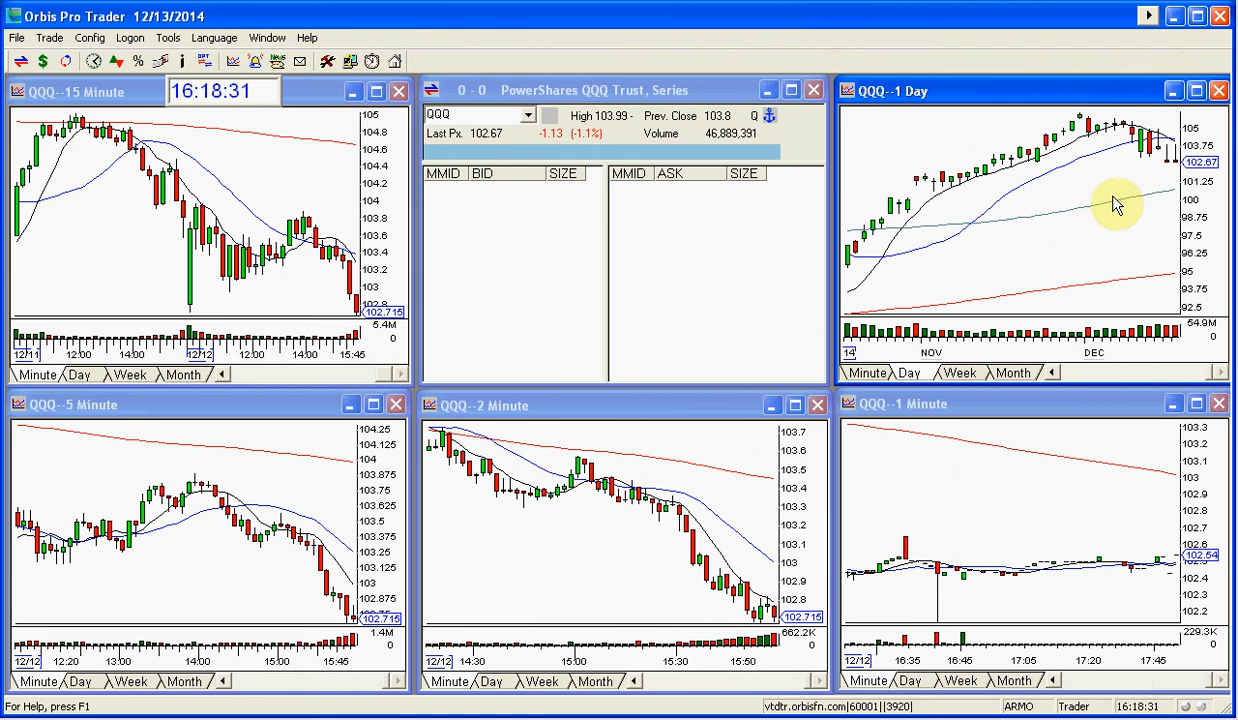 Orbis Pro Trader 12/13/2014
File Trade Config Logon Tools Language Window Help
QQQ--15 Minute
16:18:31
105
104.8
104.6
104.4
104.2
104
103.8
103.6
103.4
103.2
103
102.8
102.715
5.4M
0
12/11 12:00 14:00 12/12 12:00 14:00 15:45
Minute Day Week Month
0 - 0 PowerShares QQQ Trust, Series
QQQ High 103.99 - Prev. Close 103.8 Q
Last Px. 102.67 -1.13 (-1.1%) Volume 46,889,391
MMID BID SIZE MMID ASK SIZE
QQQ--1 Day
105
103.75
102.67
101.25
100
98.75
97.5
96.25
95
93.75
92.5
54.9M
0
14 NOV DEC
Minute Day Week Month
QQQ--5 Minute
104.25
104.125
104
103.875
103.75
103.625
103.5
103.375
103.25
103.125
103
102.875
102.715
1.4M
0
12/12 12:20 13:00 14:00 15:00 15:45
Minute Day Week Month
QQQ--2 Minute
103.7
103.6
103.5
103.4
103.3
103.2
103.1
103
102.9
102.8
102.715
662.2K
0
12/12 14:30 15:00 15:30 15:50
Minute Day Week Month
QQQ--1 Minute
103.3
103.2
103.1
103
102.9
102.8
102.7
102.6
102.54
102.4
102.3
102.2
229.3K
0
12/12 16:35 16:45 17:05 17:20 17:45
Minute Day Week Month
For Help, press F1
vtdtr.orbisfn.com|60001||3920| ARMO Trader 16:18:31